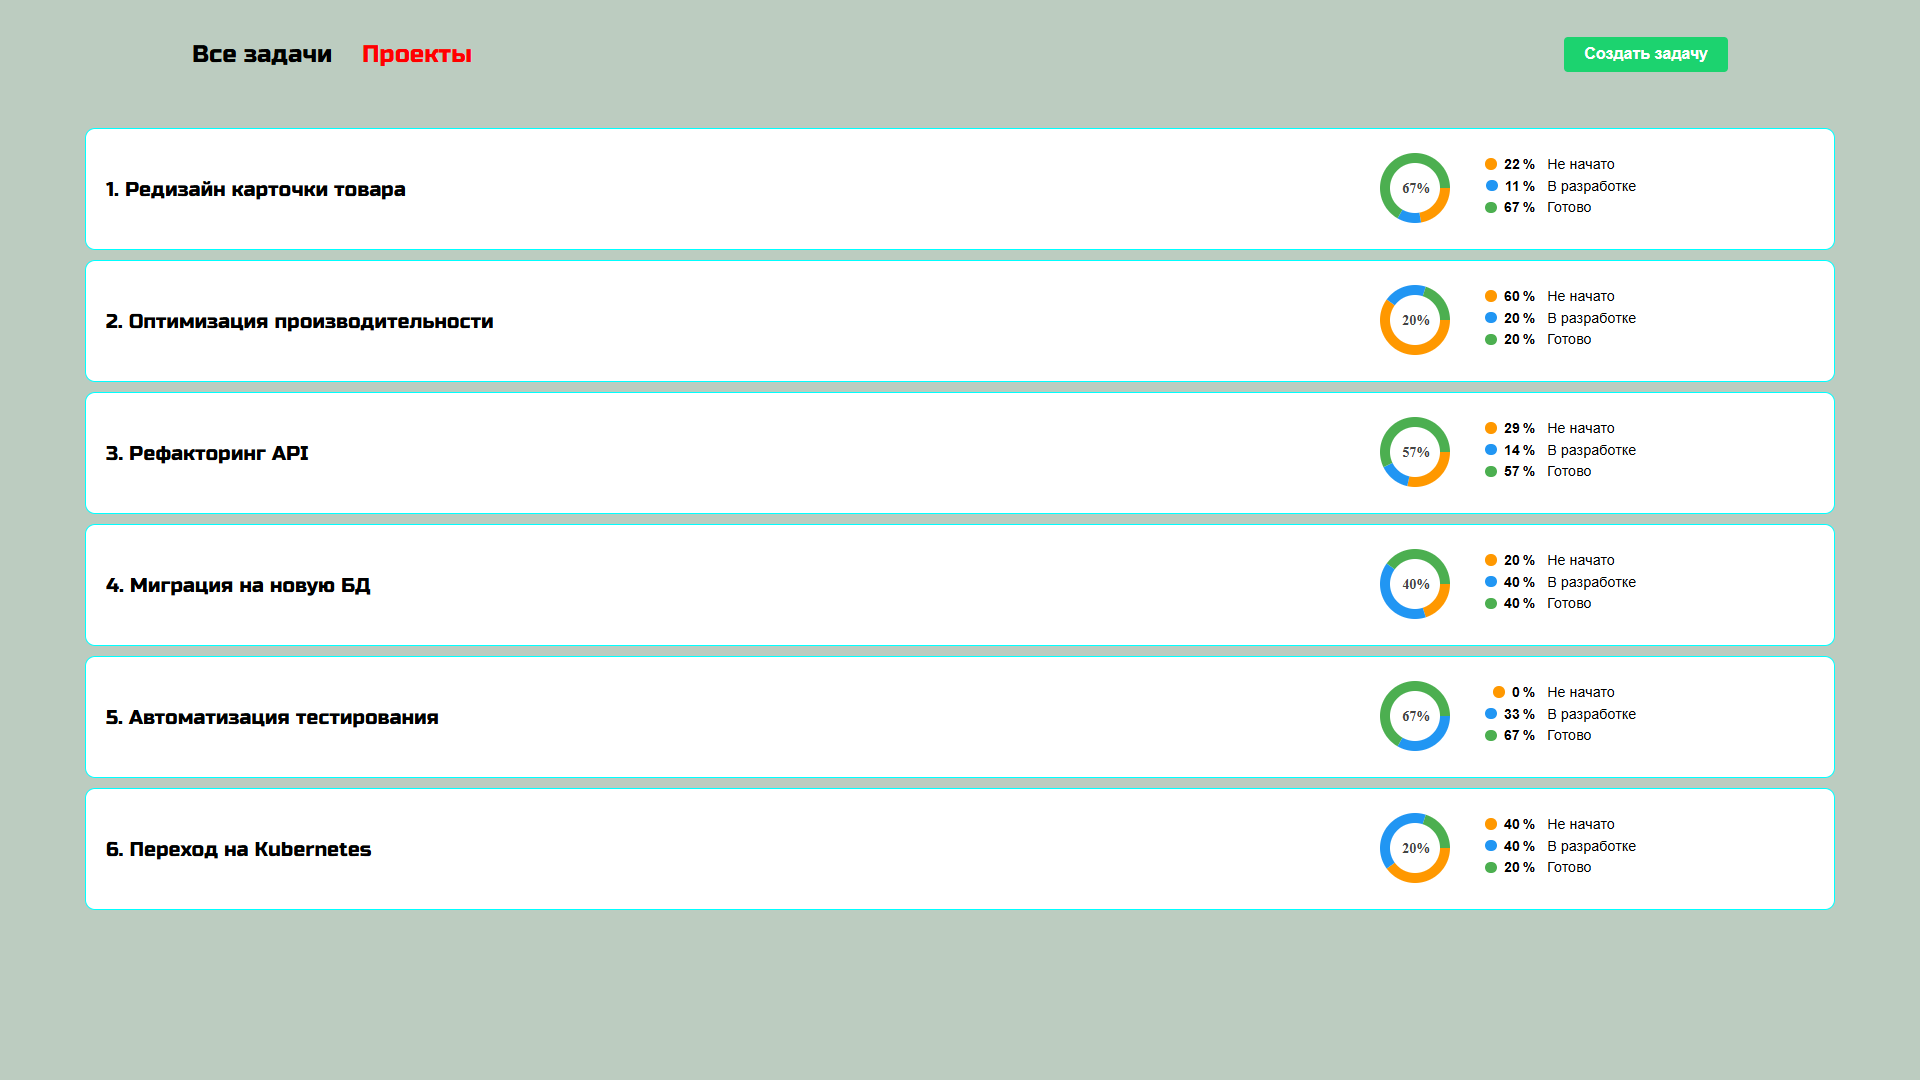 Все задачи Проекты Создать задачу
1. Редизайн карточки товара
67%
22 % Не начато
11 % В разработке
67 % Готово
2. Оптимизация производительности
20%
60 % Не начато
20 % В разработке
20 % Готово
3. Рефакторинг API
57%
29 % Не начато
14 % В разработке
57 % Готово
4. Миграция на новую БД
40%
20 % Не начато
40 % В разработке
40 % Готово
5. Автоматизация тестирования
67%
0 % Не начато
33 % В разработке
67 % Готово
6. Переход на Kubernetes
20%
40 % Не начато
40 % В разработке
20 % Готово